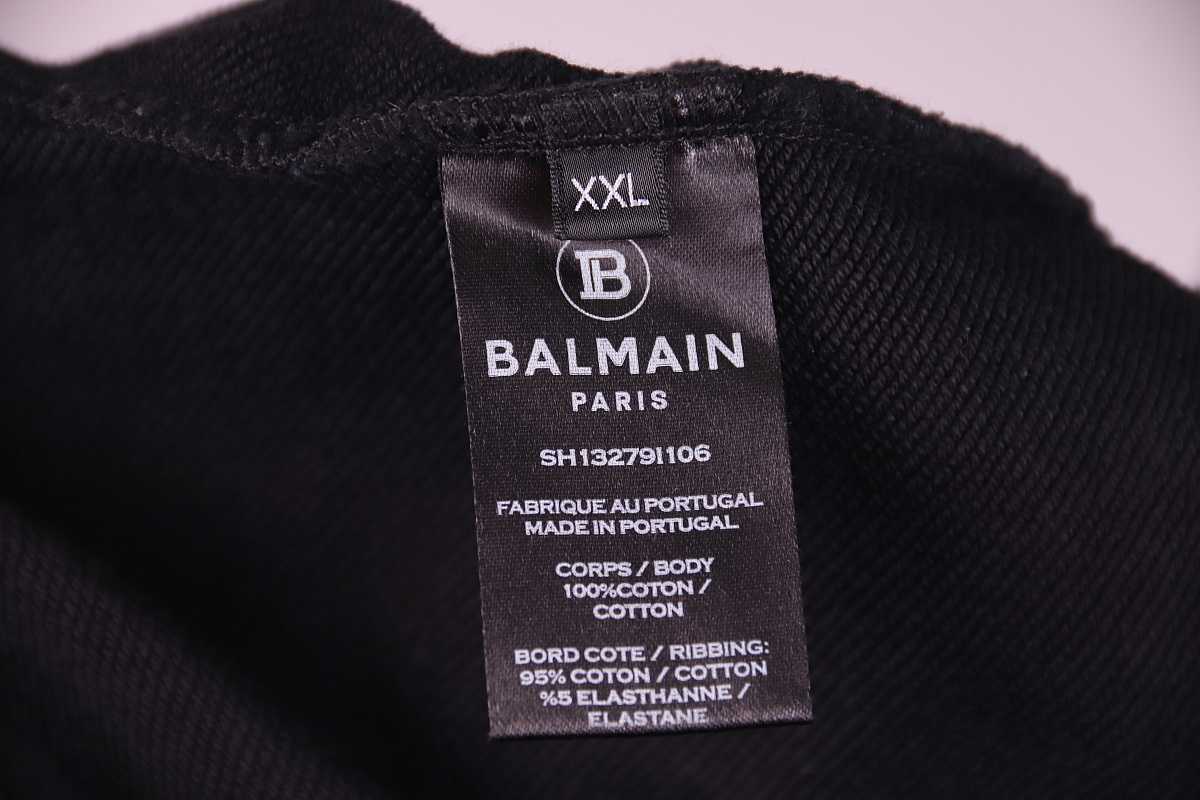 XXL
B
BALMAIN
PARIS
SH13279I106
FABRIQUE AU PORTUGAL
MADE IN PORTUGAL
CORPS / BODY
100%COTON /
COTTON
BORD COTE / RIBBING:
95% COTON / COTTON
%5 ELASTHANNE /
ELASTANE